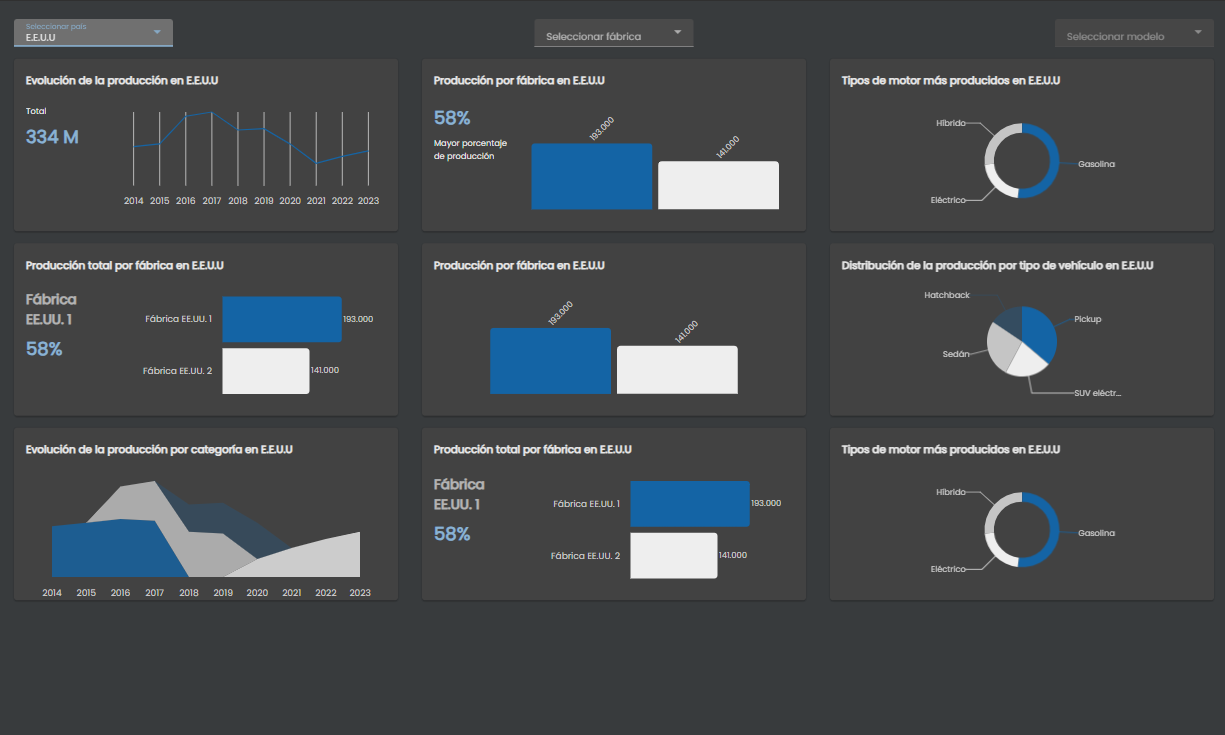 Seleccionar país
E.E.U.U
Seleccionar fábrica
Seleccionar modelo
Evolución de la producción en E.E.U.U
Total
334 M
2014 2015 2016 2017 2018 2019 2020 2021 2022 2023
Producción por fábrica en E.E.U.U
58%
Mayor porcentaje
de producción
193.000
141.000
Tipos de motor más producidos en E.E.U.U
Híbrido
Gasolina
Eléctrico
Producción total por fábrica en E.E.U.U
Fábrica
EE.UU. 1
58%
Fábrica EE.UU. 1
193.000
Fábrica EE.UU. 2
141.000
Producción por fábrica en E.E.U.U
193.000
141.000
Distribución de la producción por tipo de vehículo en E.E.U.U
Hatchback
Pickup
Sedán
SUV eléctr...
Evolución de la producción por categoría en E.E.U.U
2014 2015 2016 2017 2018 2019 2020 2021 2022 2023
Producción total por fábrica en E.E.U.U
Fábrica
EE.UU. 1
58%
Fábrica EE.UU. 1
193.000
Fábrica EE.UU. 2
141.000
Tipos de motor más producidos en E.E.U.U
Híbrido
Gasolina
Eléctrico